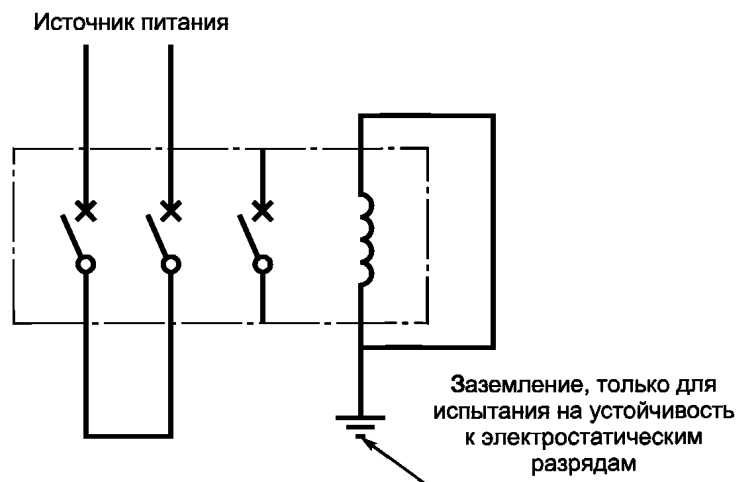 Источник питания
Заземление, только для
испытания на устойчивость
к электростатическим
разрядам